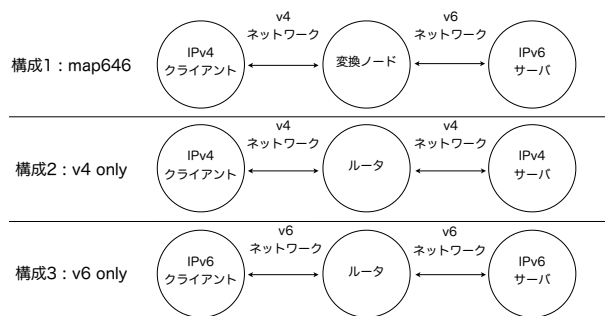 v4
ネットワーク
v6
ネットワーク
構成1：map646
IPv4
クライアント
変換ノード
IPv6
サーバ
v4
ネットワーク
v4
ネットワーク
構成2：v4 only
IPv4
クライアント
ルータ
IPv4
サーバ
v6
ネットワーク
v6
ネットワーク
構成3：v6 only
IPv6
クライアント
ルータ
IPv6
サーバ